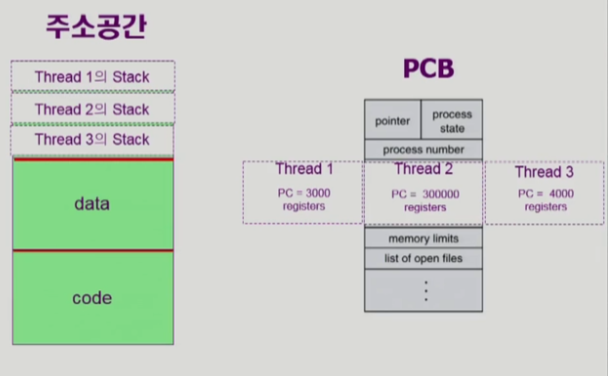 주소공간
Thread 1의 Stack
Thread 2의 Stack
Thread 3의 Stack
data
code
PCB
pointer
process
state
process number
Thread 1
PC = 3000
registers
Thread 2
PC = 300000
registers
Thread 3
PC = 4000
registers
memory limits
list of open files